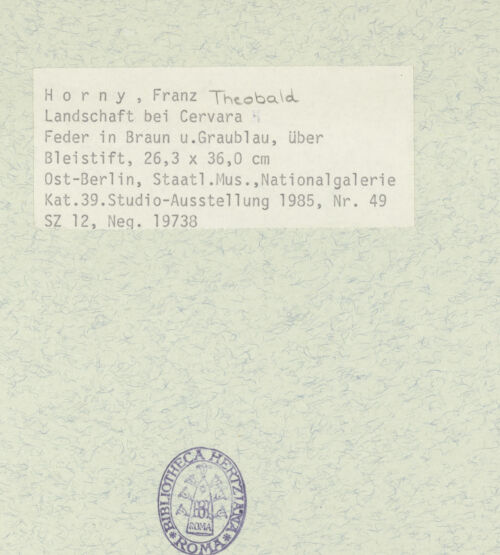 H o r n y , Franz Theobald
Landschaft bei Cervara
Feder in Braun u.Graublau, über
Bleistift, 26,3 x 36,0 cm
Ost-Berlin, Staatl.Mus.,Nationalgalerie
Kat.39.Studio-Ausstellung 1985, Nr. 49
SZ 12, Neg. 19738
BIBLIOTHECA HERTZIANA
ROMA
* ROMA *